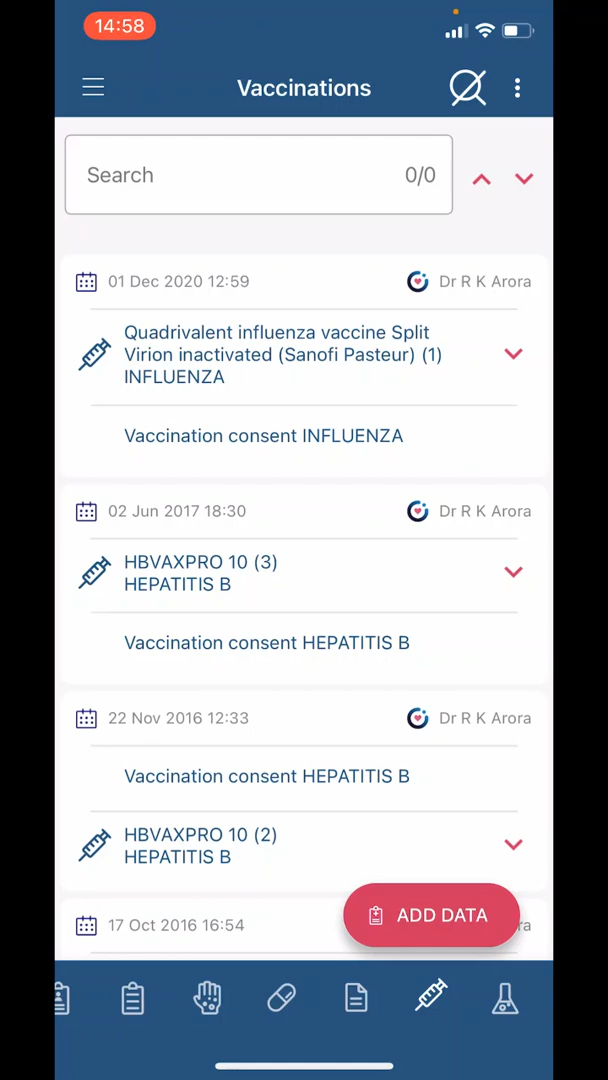 14:58
Vaccinations
Search 0/0
01 Dec 2020 12:59 Dr R K Arora
Quadrivalent influenza vaccine Split
Virion inactivated (Sanofi Pasteur) (1)
INFLUENZA
Vaccination consent INFLUENZA
02 Jun 2017 18:30 Dr R K Arora
HBVAXPRO 10 (3)
HEPATITIS B
Vaccination consent HEPATITIS B
22 Nov 2016 12:33 Dr R K Arora
Vaccination consent HEPATITIS B
HBVAXPRO 10 (2)
HEPATITIS B
17 Oct 2016 16:54
ADD DATA